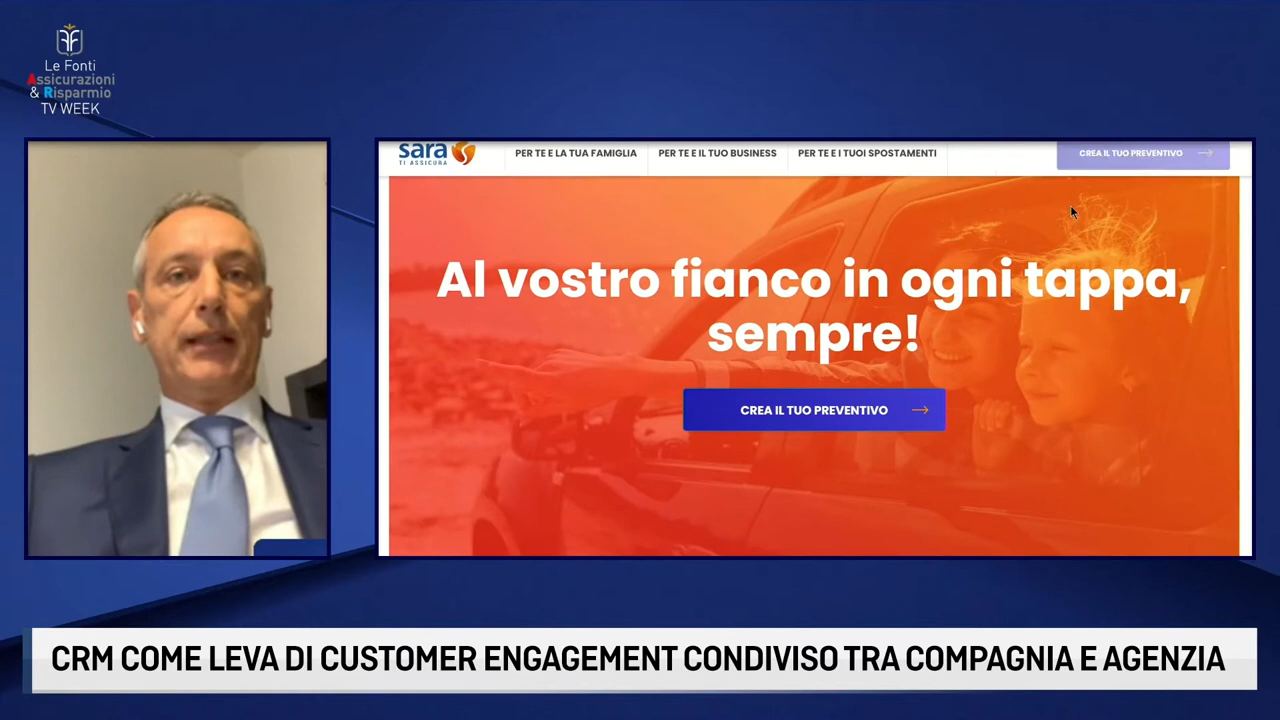 Le Fonti
Assicurazioni
& Risparmio
TV WEEK
sara
TI ASSICURA
PER TE E LA TUA FAMIGLIA
PER TE E IL TUO BUSINESS
PER TE E I TUOI SPOSTAMENTI
CREA IL TUO PREVENTIVO
Al vostro fianco in ogni tappa,
sempre!
CREA IL TUO PREVENTIVO
CRM COME LEVA DI CUSTOMER ENGAGEMENT CONDIVISO TRA COMPAGNIA E AGENZIA